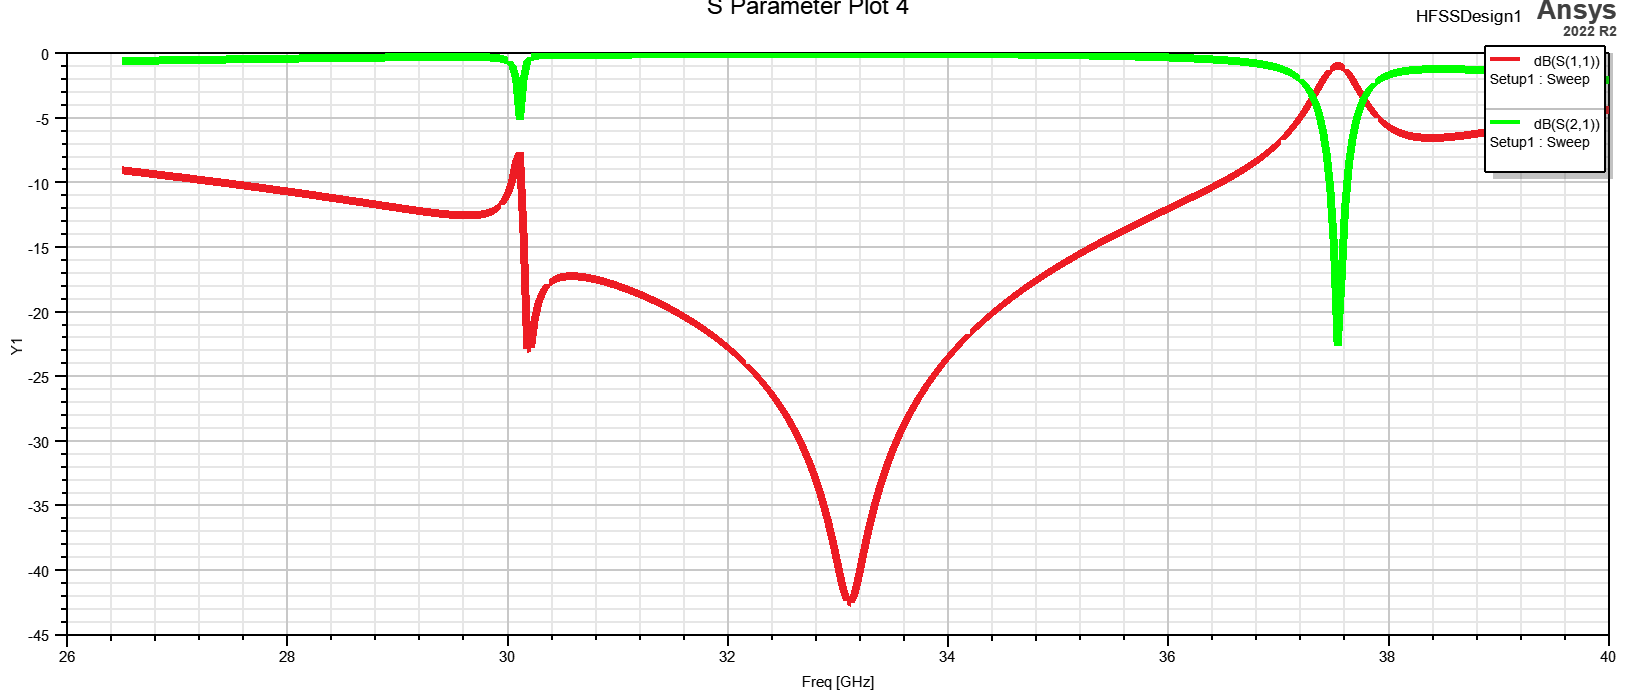 S Parameter Plot 4
HFSSDesign1
Ansys
2022 R2
dB(S(1,1))
Setup1 : Sweep
dB(S(2,1))
Setup1 : Sweep
Y1
0
-5
-10
-15
-20
-25
-30
-35
-40
-45
26 28 30 32 34 36 38 40
Freq [GHz]